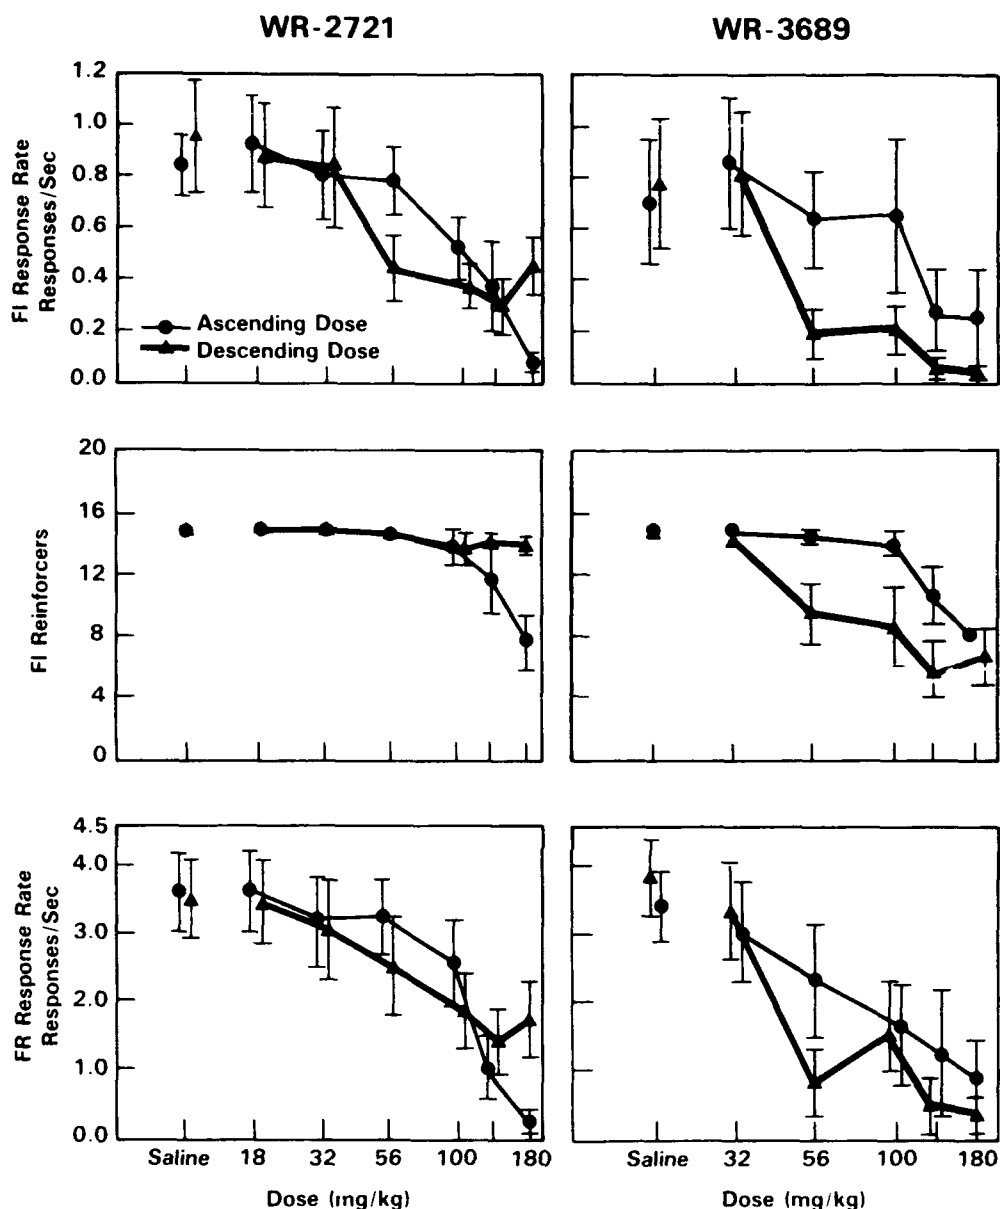 WR-2721
WR-3689
FI Response Rate
Responses/Sec
1.2
1.0
0.8
0.6
0.4
0.2
0.0
Ascending Dose
Descending Dose
FI Reinforcers
20
16
12
8
4
0
FR Response Rate
Responses/Sec
4.5
4.0
3.0
2.0
1.0
0.0
Saline 18 32 56 100 180
Dose (mg/kg)
Saline 32 56 100 180
Dose (mg/kg)